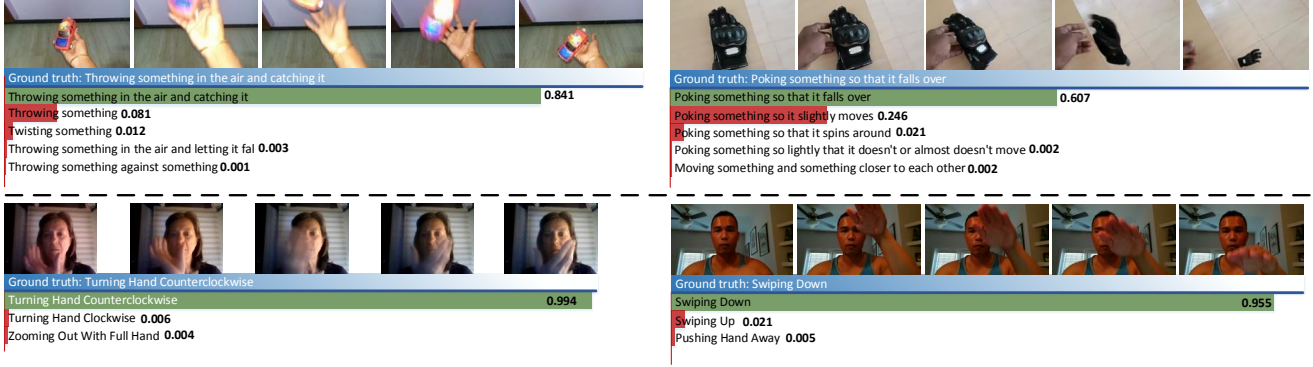 Ground truth: Throwing something in the air and catching it
Throwing something in the air and catching it 0.841
Throwing something 0.081
Twisting something 0.012
Throwing something in the air and letting it fal 0.003
Throwing something against something 0.001
Ground truth: Poking something so that it falls over
Poking something so that it falls over 0.607
Poking something so it slightly moves 0.246
Poking something so that it spins around 0.021
Poking something so lightly that it doesn't or almost doesn't move 0.002
Moving something and something closer to each other 0.002
Ground truth: Turning Hand Counterclockwise
Turning Hand Counterclockwise 0.994
Turning Hand Clockwise 0.006
Zooming Out With Full Hand 0.004
Ground truth: Swiping Down
Swiping Down 0.955
Swiping Up 0.021
Pushing Hand Away 0.005